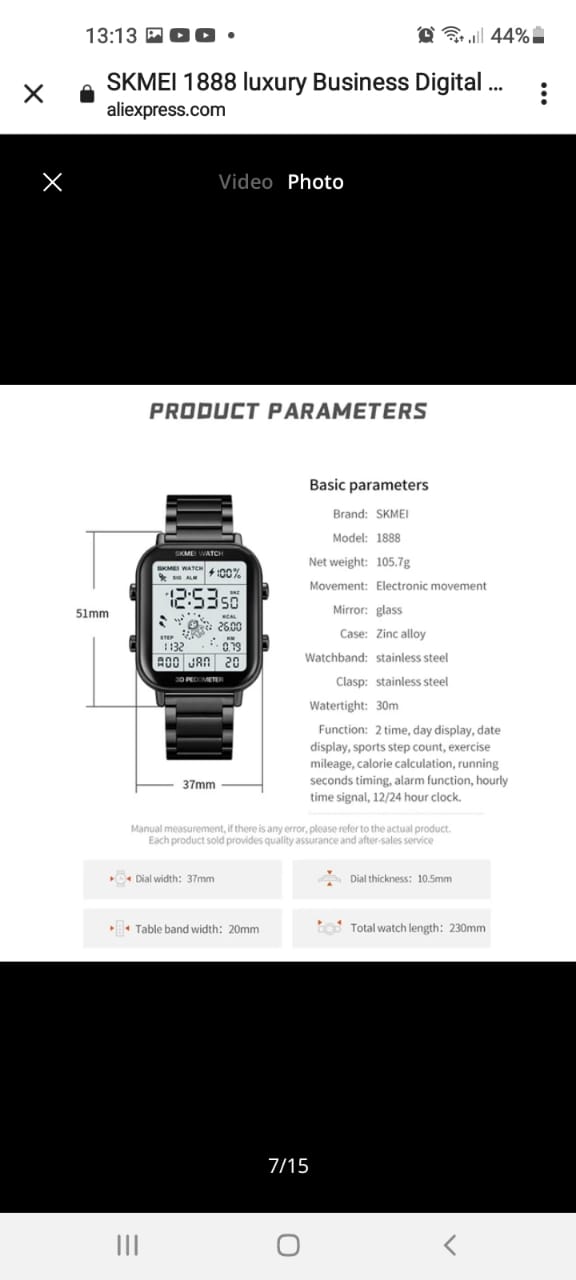 13:13
44%
SKMEI 1888 luxury Business Digital ...
aliexpress.com
Video Photo
PRODUCT PARAMETERS
Basic parameters
Brand: SKMEI
Model: 1888
Net weight: 105.7g
Movement: Electronic movement
Mirror: glass
Case: Zinc alloy
Watchband: stainless steel
Clasp: stainless steel
Watertight: 30m
Function: 2 time, day display, date
display, sports step count, exercise
mileage, calorie calculation, running
seconds timing, alarm function, hourly
time signal, 12/24 hour clock.
SKMEI WATCH
SKMEI WATCH
100%
SIG ALM
12:53 50
KCAL
26.00
STEP
KM
1132
0.79
JAN 20
3D PEDOMETER
51mm
37mm
Manual measurement, if there is any error, please refer to the actual product.
Each product sold provides quality assurance and after-sales service
Dial width: 37mm
Dial thickness: 10.5mm
Table band width: 20mm
Total watch length: 230mm
7/15